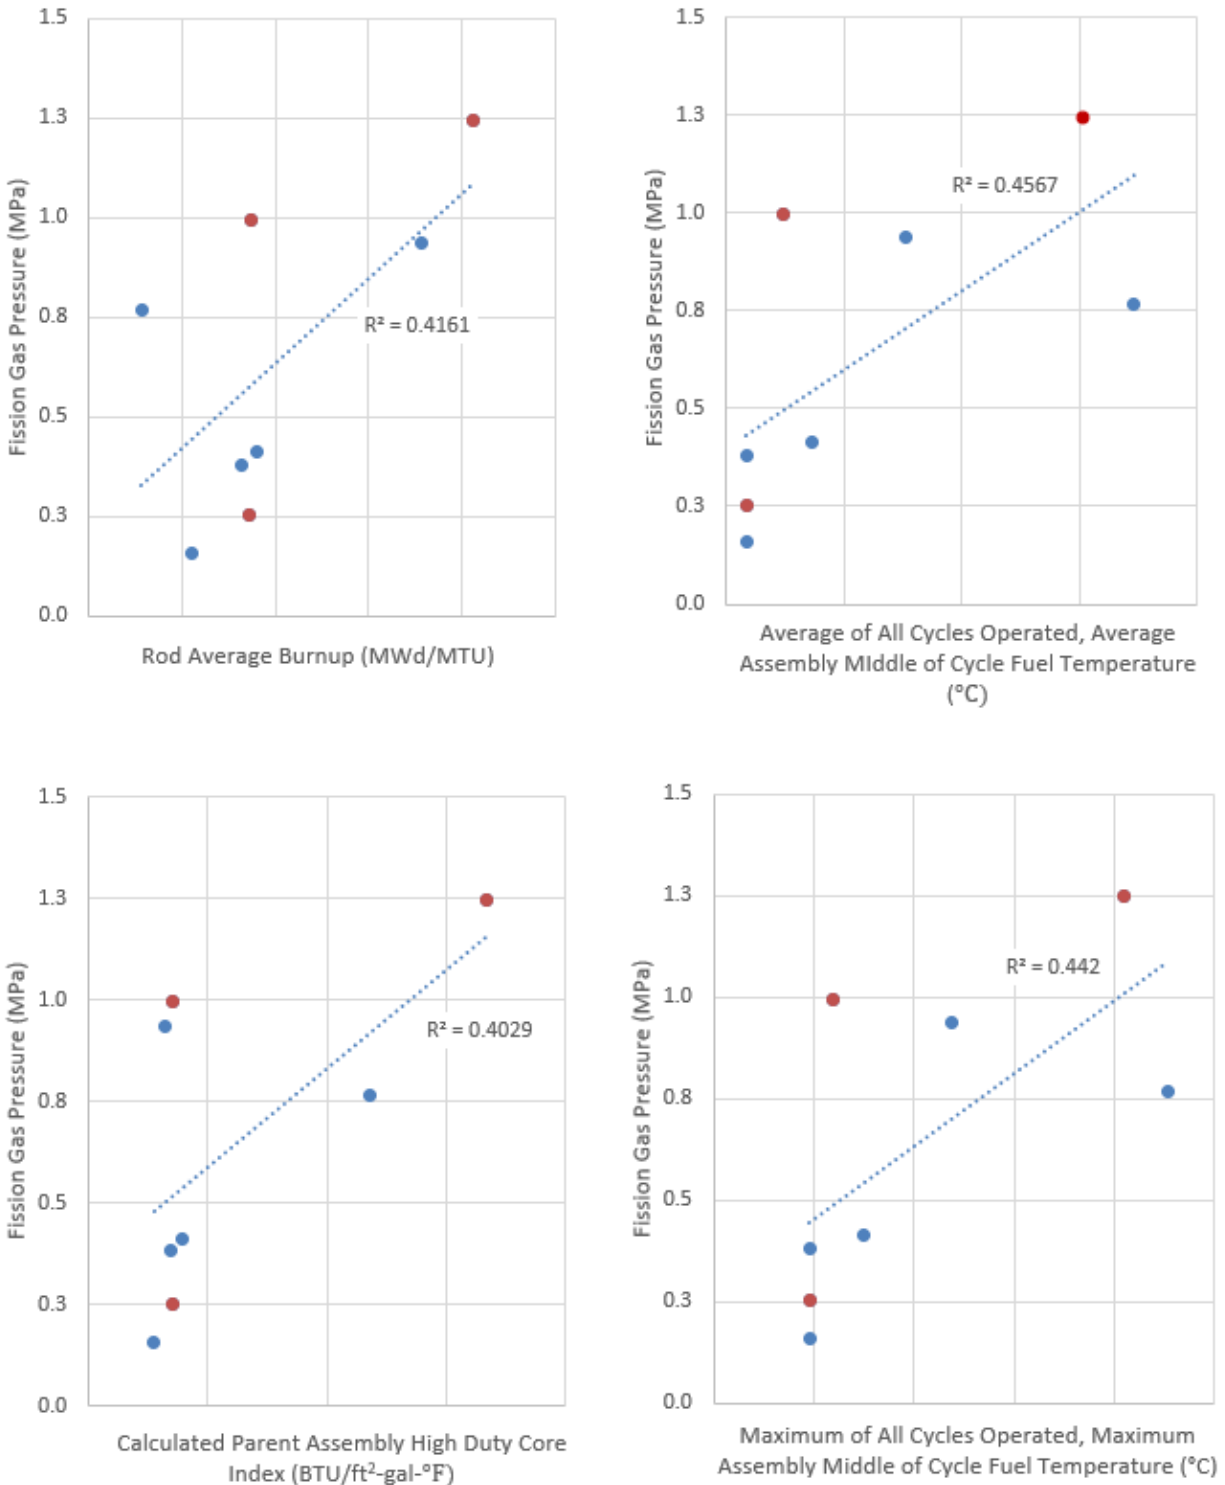 1.5
1.3
1.0
0.8
0.5
0.3
0.0
Fission Gas Pressure (MPa)
R² = 0.4161
Rod Average Burnup (MWd/MTU)
1.5
1.3
1.0
0.8
0.5
0.3
0.0
Fission Gas Pressure (MPa)
R² = 0.4567
Average of All Cycles Operated, Average
Assembly MIddle of Cycle Fuel Temperature
(°C)
1.5
1.3
1.0
0.8
0.5
0.3
0.0
Fission Gas Pressure (MPa)
R² = 0.4029
Calculated Parent Assembly High Duty Core
Index (BTU/ft²-gal-°F)
1.5
1.3
1.0
0.8
0.5
0.3
0.0
Fission Gas Pressure (MPa)
R² = 0.442
Maximum of All Cycles Operated, Maximum
Assembly Middle of Cycle Fuel Temperature (°C)